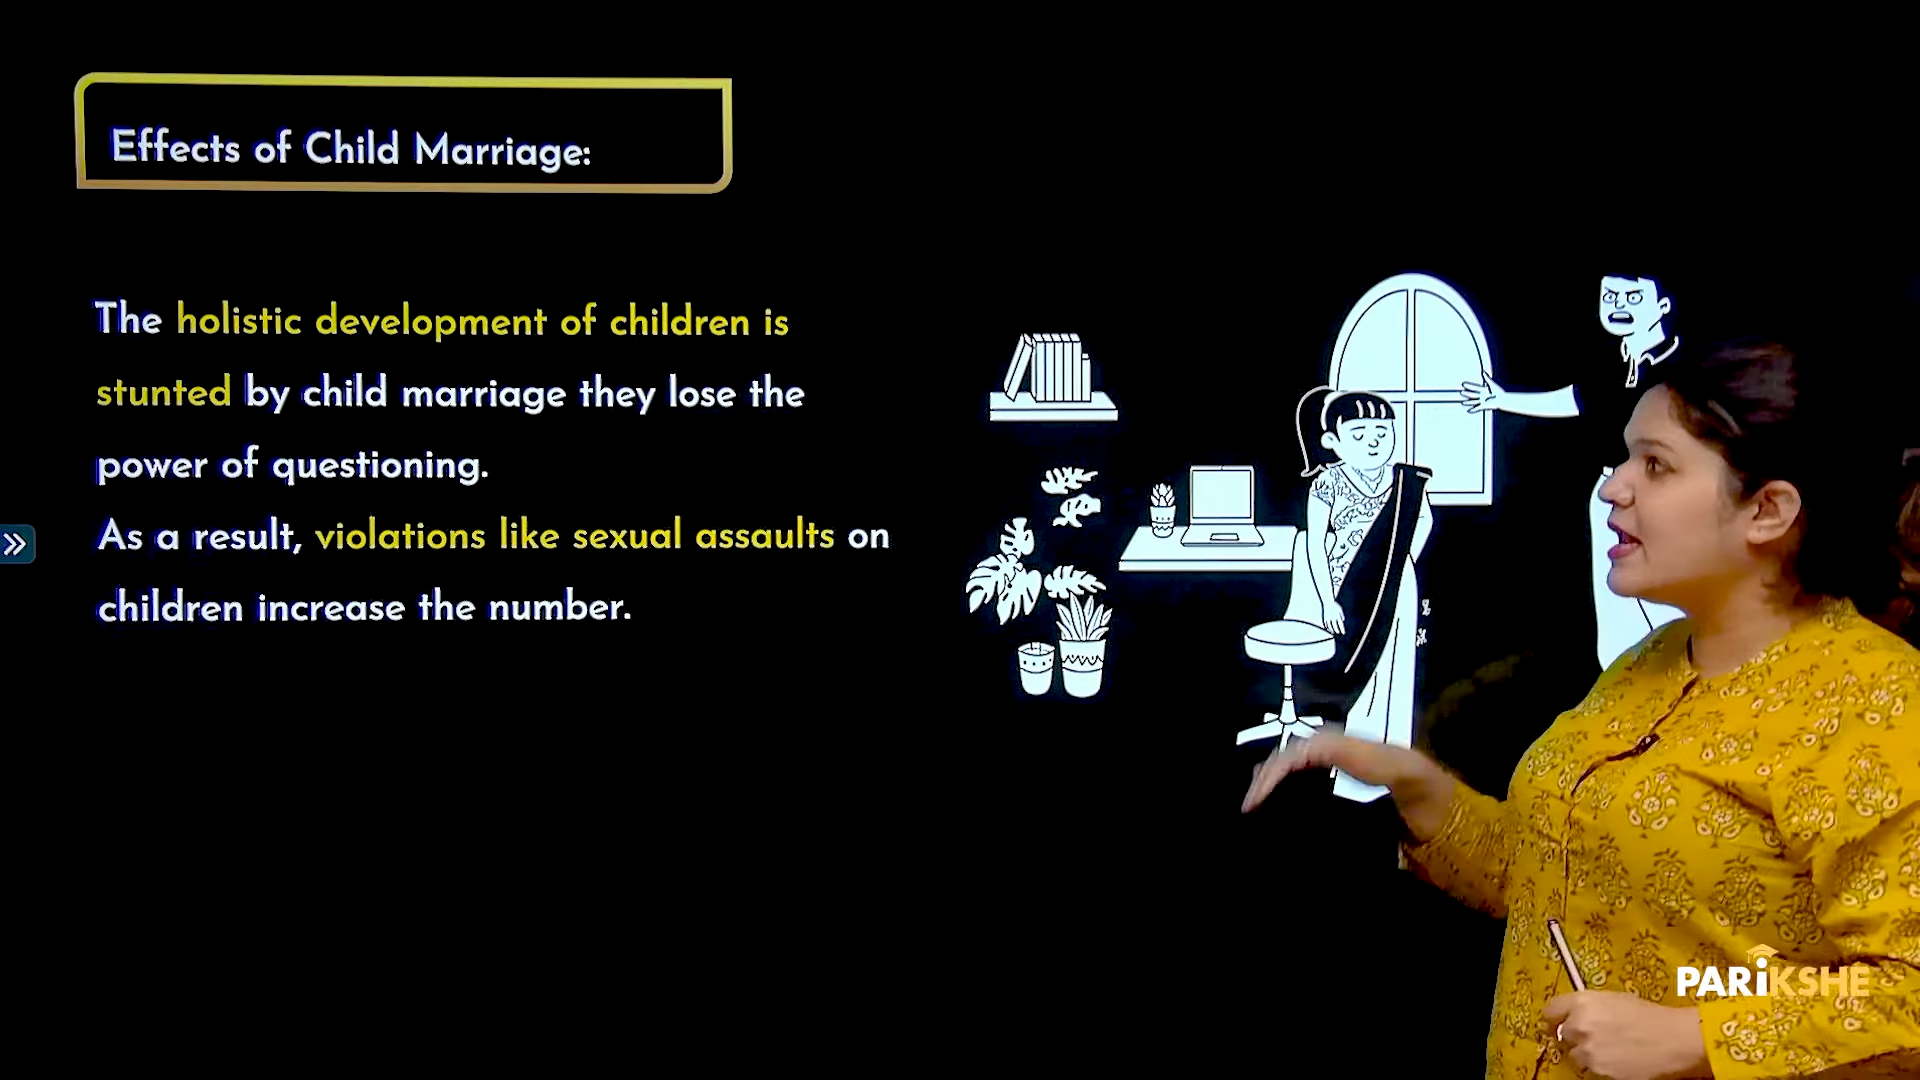 Effects of Child Marriage:
The holistic development of children is
stunted by child marriage they lose the
power of questioning.
As a result, violations like sexual assaults on
children increase the number.
PARiKSHE